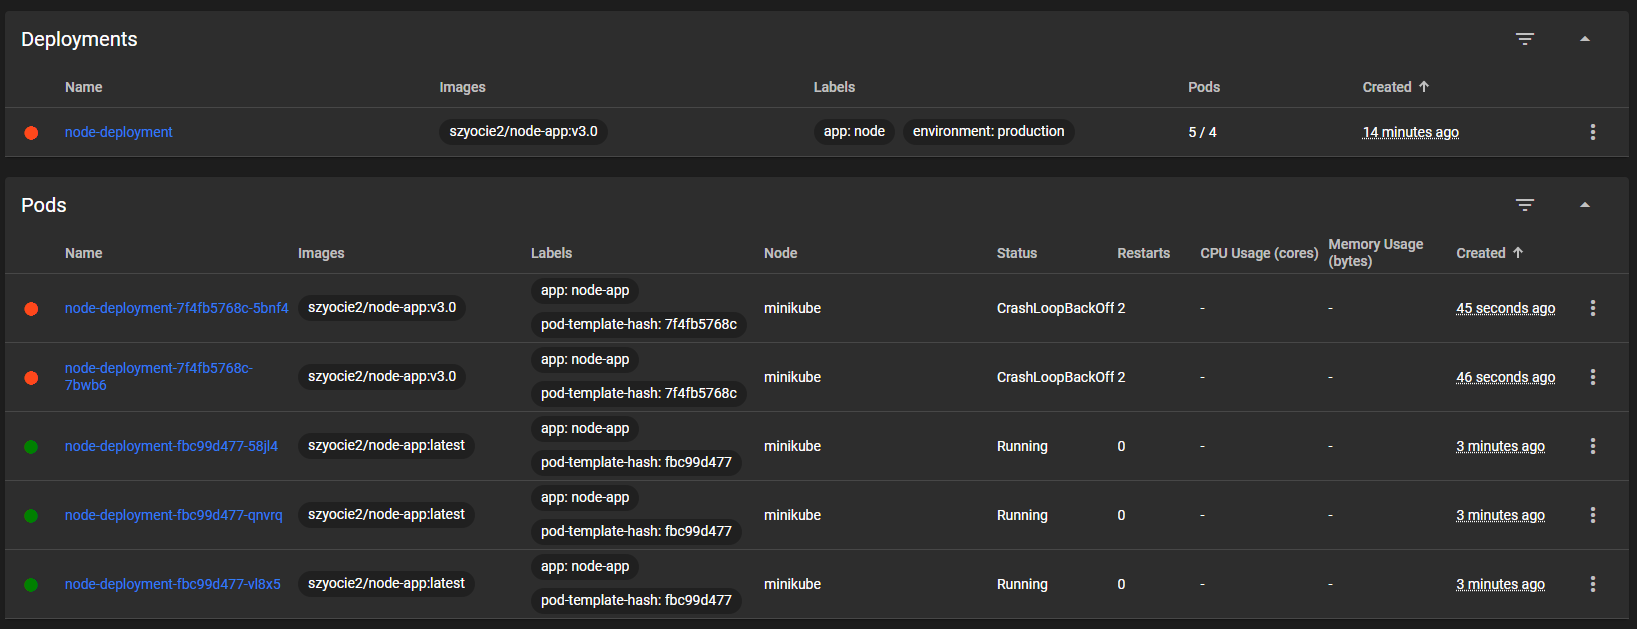 Deployments
Name Images Labels Pods Created
node-deployment szyocie2/node-app:v3.0 app: node environment: production 5 / 4 14 minutes ago
Pods
Name Images Labels Node Status Restarts CPU Usage (cores) Memory Usage
(bytes) Created
app: node-app
node-deployment-7f4fb5768c-5bnf4 szyocie2/node-app:v3.0 minikube CrashLoopBackOff 2 - - 45 seconds ago
pod-template-hash: 7f4fb5768c
app: node-app
node-deployment-7f4fb5768c-
7bwb6 szyocie2/node-app:v3.0 minikube CrashLoopBackOff 2 - - 46 seconds ago
pod-template-hash: 7f4fb5768c
app: node-app
node-deployment-fbc99d477-58jl4 szyocie2/node-app:latest minikube Running 0 - - 3 minutes ago
pod-template-hash: fbc99d477
app: node-app
node-deployment-fbc99d477-qnvrq szyocie2/node-app:latest minikube Running 0 - - 3 minutes ago
pod-template-hash: fbc99d477
app: node-app
node-deployment-fbc99d477-vl8x5 szyocie2/node-app:latest minikube Running 0 - - 3 minutes ago
pod-template-hash: fbc99d477